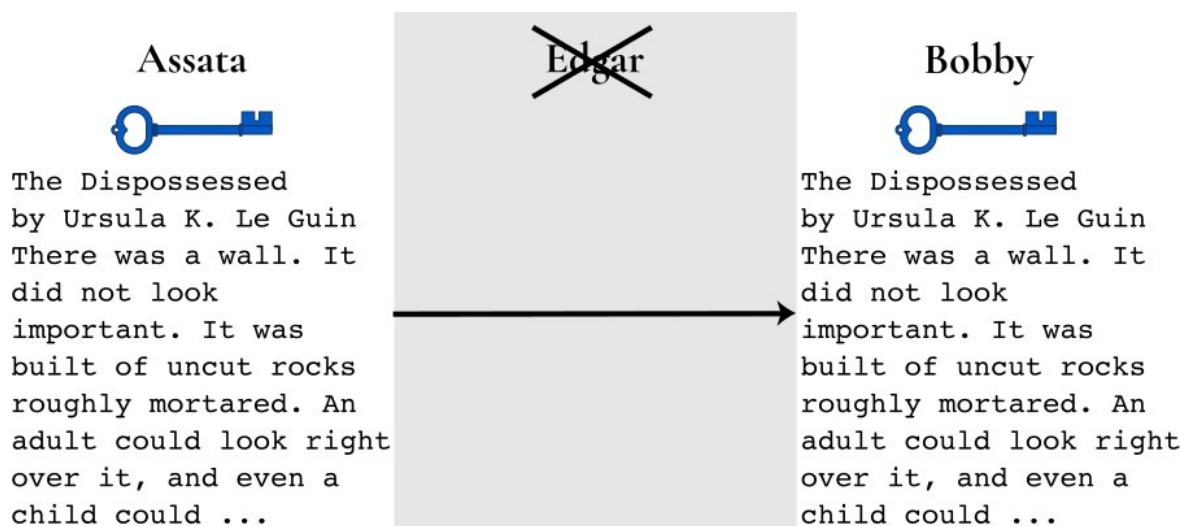 Assata
Edgar
Bobby
The Dispossessed
by Ursula K. Le Guin
There was a wall. It
did not look
important. It was
built of uncut rocks
roughly mortared. An
adult could look right
over it, and even a
child could ...
The Dispossessed
by Ursula K. Le Guin
There was a wall. It
did not look
important. It was
built of uncut rocks
roughly mortared. An
adult could look right
over it, and even a
child could ...